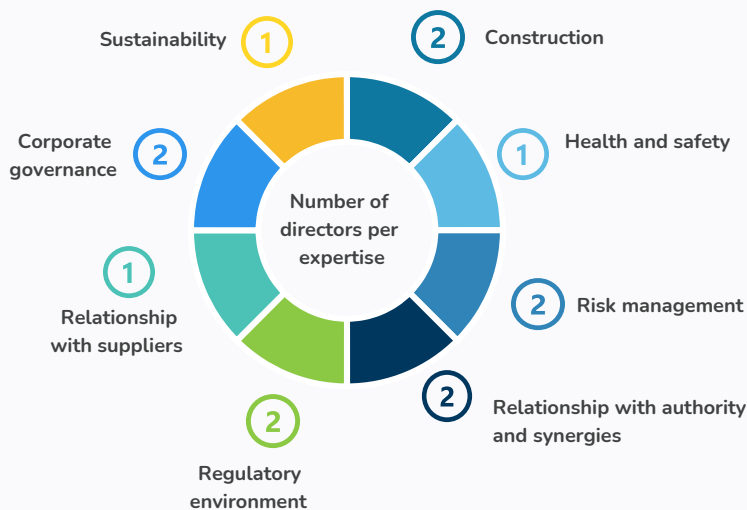 Sustainability
1
2
Construction
Corporate
governance
2
1
Health and safety
Number of
directors per
expertise
1
Relationship
with suppliers
2
Risk management
2
Relationship with authority
and synergies
2
Regulatory
environment